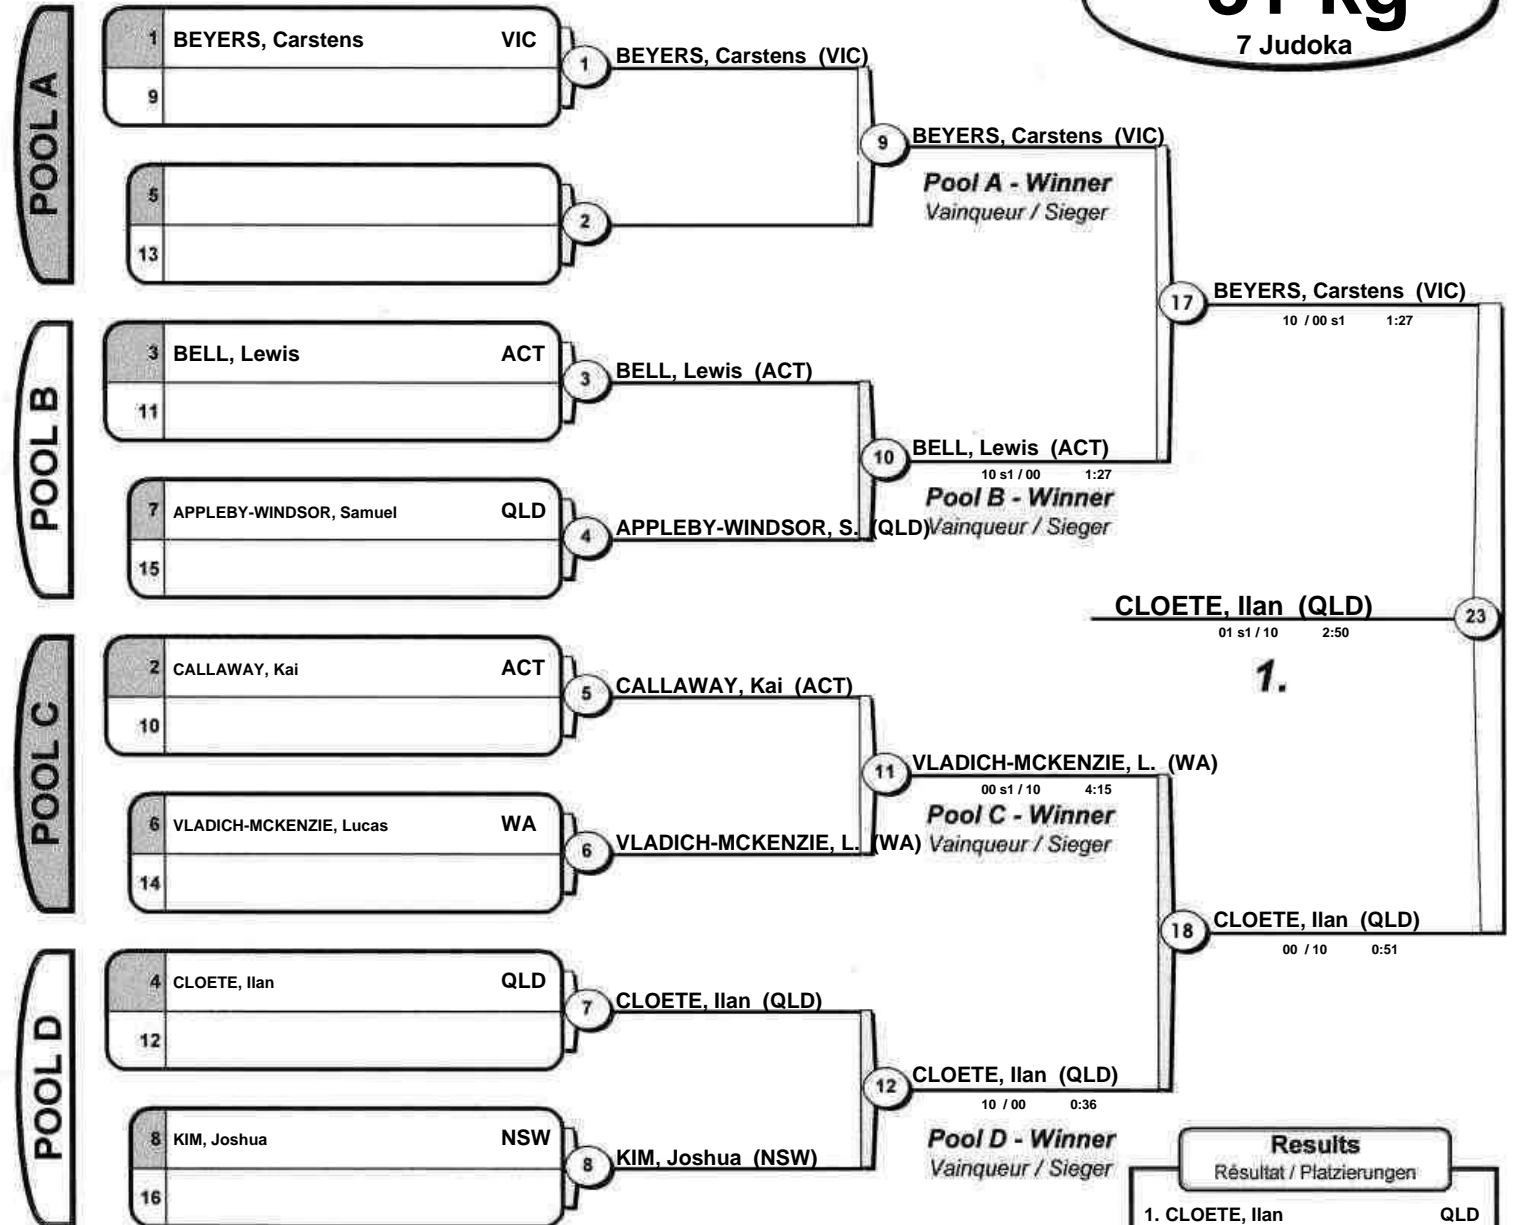 7 Judoka
POOL A
1 BEYERS, Carstens VIC
9
1 BEYERS, Carstens (VIC)
5
13
2
9 BEYERS, Carstens (VIC)
Pool A - Winner
Vainqueur / Sieger
17 BEYERS, Carstens (VIC)
10 / 00 s1 1:27
POOL B
3 BELL, Lewis ACT
11
3 BELL, Lewis (ACT)
7 APPLEBY-WINDSOR, Samuel QLD
15
4 APPLEBY-WINDSOR, S. (QLD)
10 BELL, Lewis (ACT)
10 s1 / 00 1:27
Pool B - Winner
Vainqueur / Sieger
CLOETE, Ilan (QLD) 23
01 s1 / 10 2:50
1.
POOL C
2 CALLAWAY, Kai ACT
10
5 CALLAWAY, Kai (ACT)
6 VLADICH-MCKENZIE, Lucas WA
14
6 VLADICH-MCKENZIE, L. (WA)
11 VLADICH-MCKENZIE, L. (WA)
00 s1 / 10 4:15
Pool C - Winner
Vainqueur / Sieger
18 CLOETE, Ilan (QLD)
00 / 10 0:51
POOL D
4 CLOETE, Ilan QLD
12
7 CLOETE, Ilan (QLD)
8 KIM, Joshua NSW
16
8 KIM, Joshua (NSW)
12 CLOETE, Ilan (QLD)
10 / 00 0:36
Pool D - Winner
Vainqueur / Sieger
Results
Résultat / Platzierungen
1. CLOETE, Ilan QLD